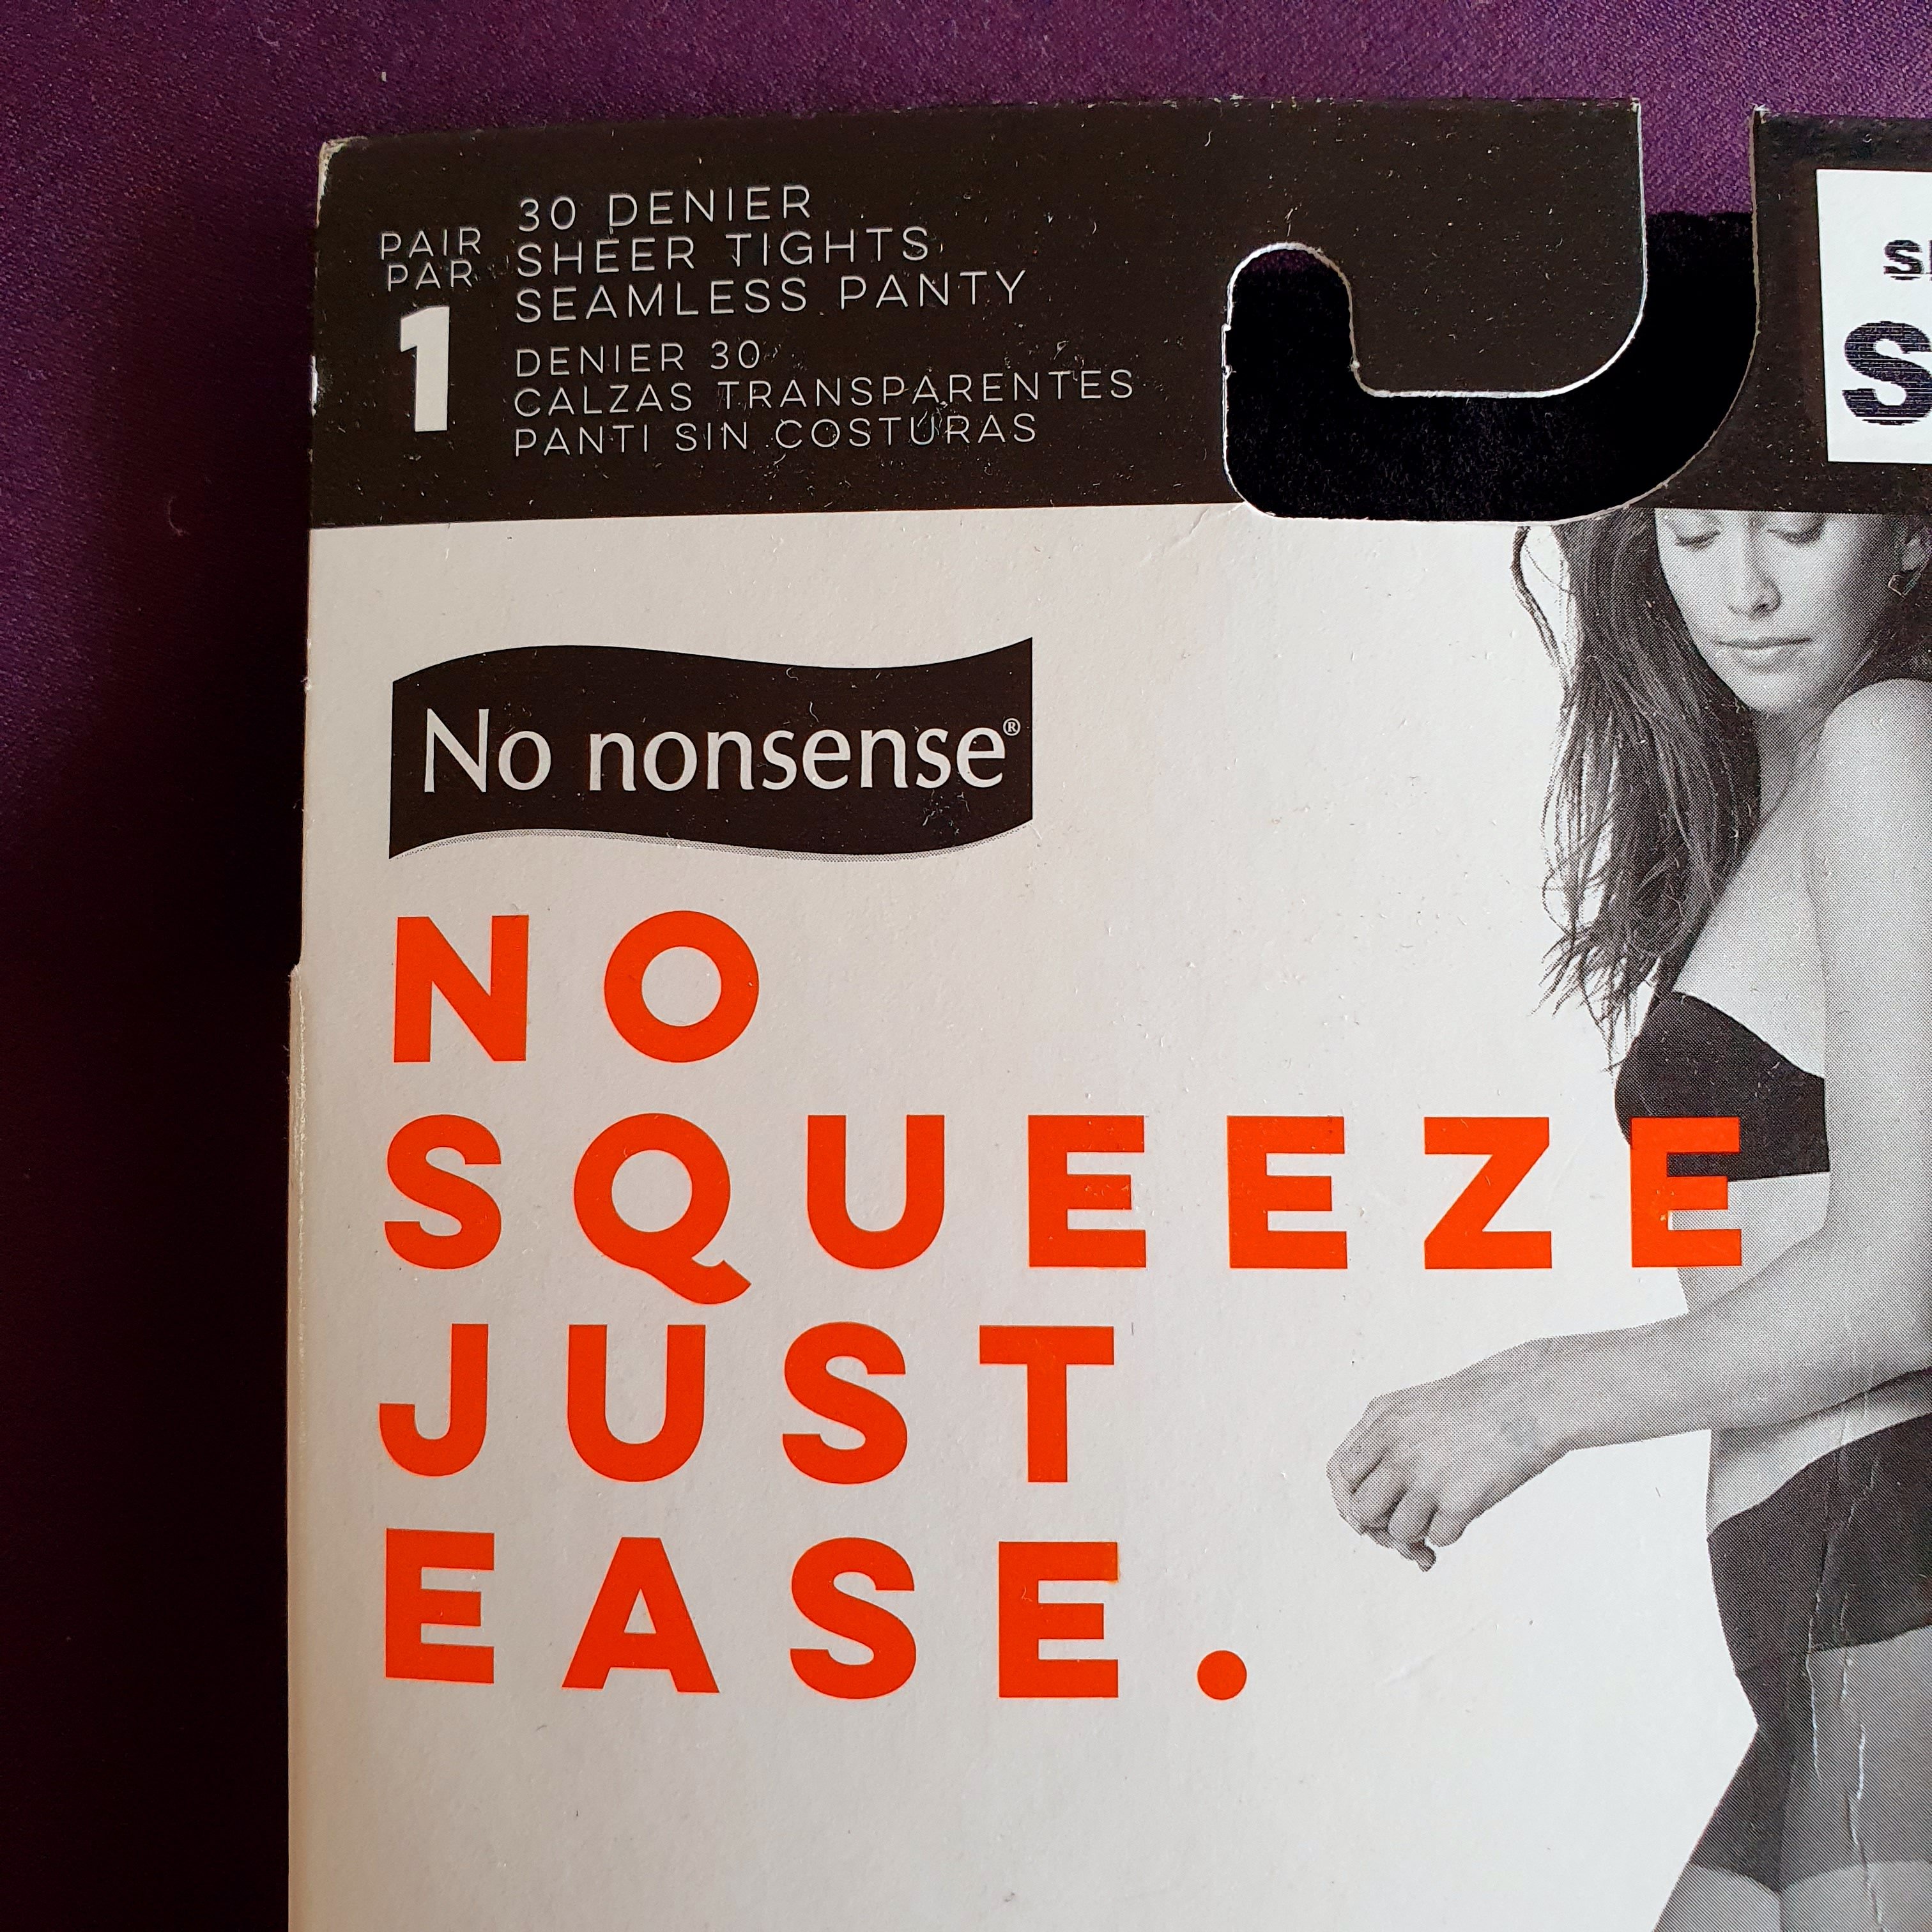 PAIR
PAR
1
30 DENIER
SHEER TIGHTS
SEAMLESS PANTY
DENIER 30
CALZAS TRANSPARENTES
PANTI SIN COSTURAS
No nonsense®
NO
SQUEEZE
JUST
EASE.